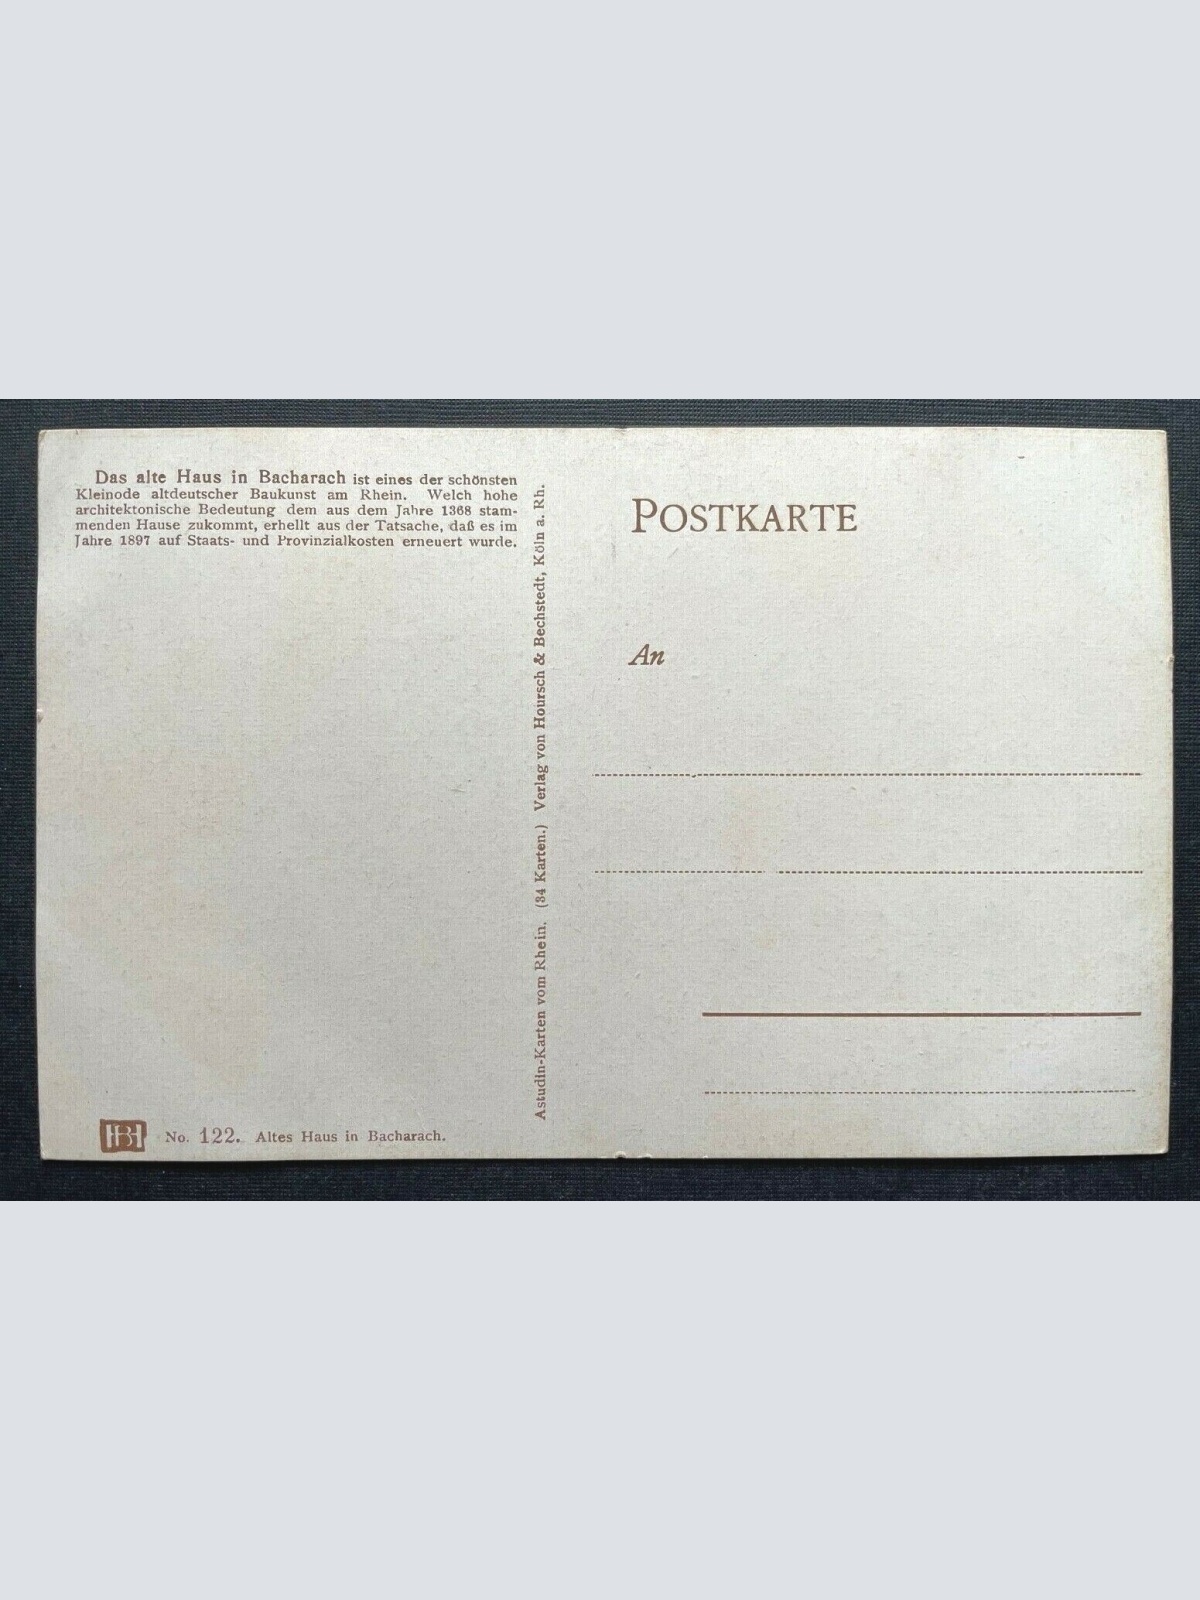 Das alte Haus in Bacharach ist eines der schönsten
Kleinode altdeutscher Baukunst am Rhein. Welch hohe
architektonische Bedeutung dem aus dem Jahre 1368 stam-
menden Hause zukommt, erhellt aus der Tatsache, daß es im
Jahre 1897 auf Staats- und Provinzialkosten erneuert wurde.
Astudin-Karten vom Rhein. (34 Karten.) Verlag von Hoursch & Bechstedt, Köln a. Rh.
POSTKARTE
An
HB
No. 122. Altes Haus in Bacharach.